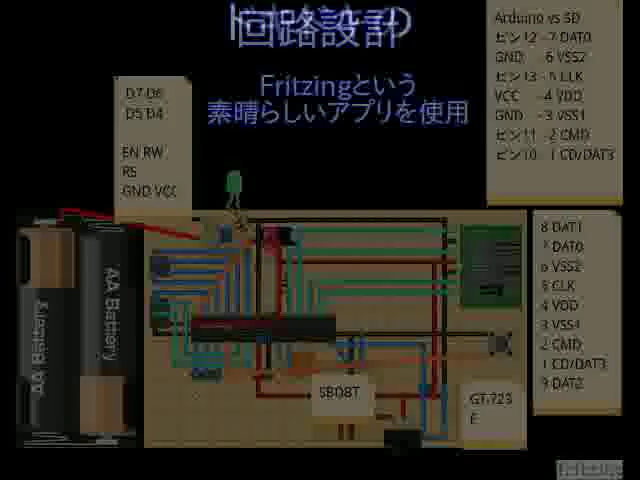 回路設計
Fritzingという
素晴らしいアプリを使用
Arduino vs SD
ピン12 - 7 DAT0
GND - 6 VSS2
ピン13 - 5 CLK
VCC - 4 VDD
GND - 3 VSS1
ピン11 - 2 CMD
ピン10 - 1 CD/DAT3
D7 D6
D5 D4
EN RW
RS
GND VCC
8 DAT1
7 DAT0
6 VSS2
5 CLK
4 VDD
3 VSS1
2 CMD
1 CD/DAT3
9 DAT2
AA Battery
AA Battery
SB08T
GT-723
F